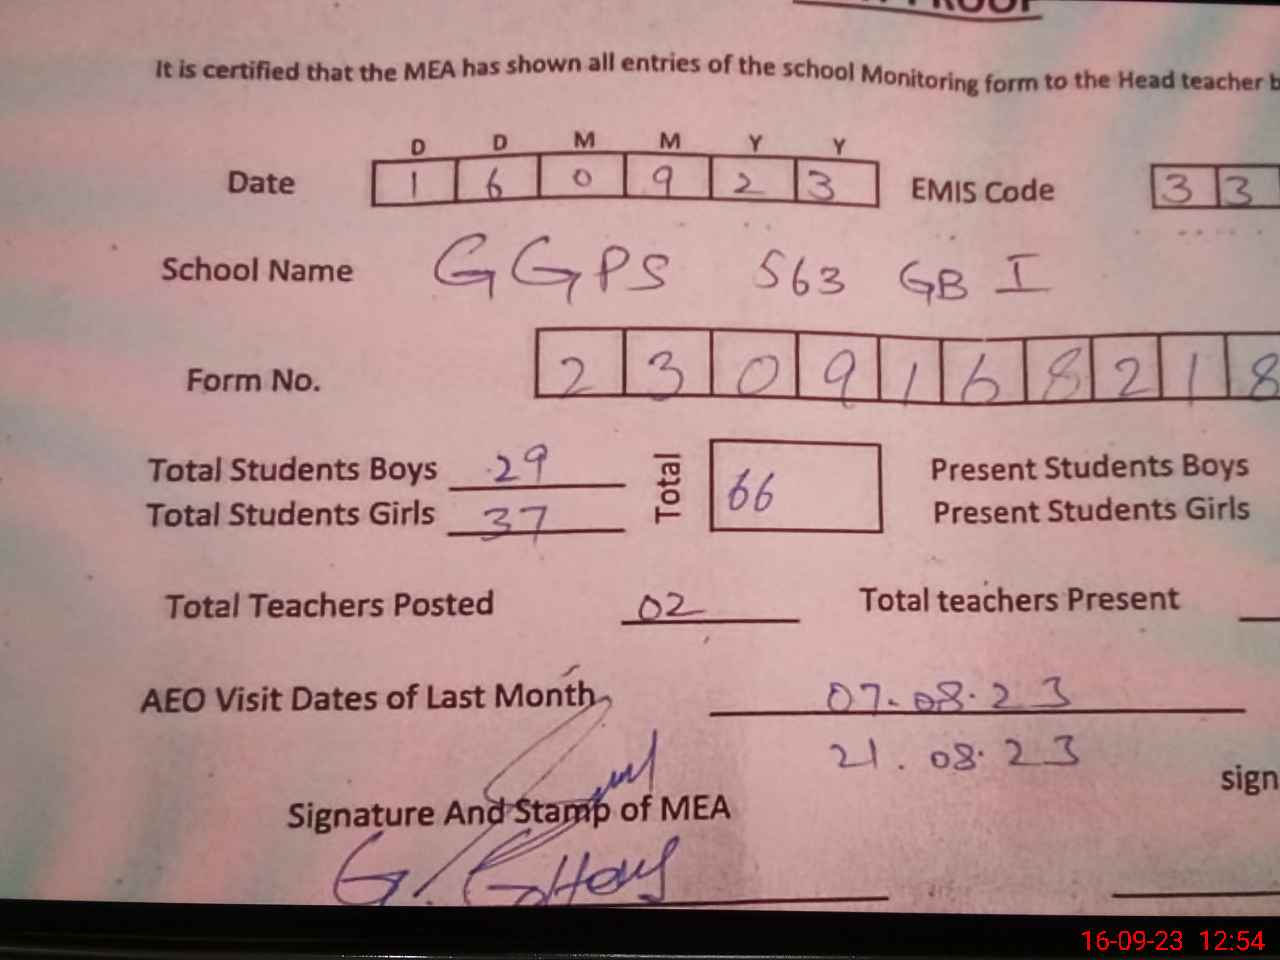 PROOF
It is certified that the MEA has shown all entries of the school Monitoring form to the Head teacher b
D D M M Y Y
Date 1 6 0 9 2 3 EMIS Code 3 3
School Name GGPS 563 GB I
Form No. 2 3 0 9 1 6 8 2 1 8
Total Students Boys 29 Total 66 Present Students Boys
Total Students Girls 37 Present Students Girls
Total Teachers Posted 02 Total teachers Present
AEO Visit Dates of Last Month 07.08.23
21.08.23
sign
Signature And Stamp of MEA
16-09-23 12:54